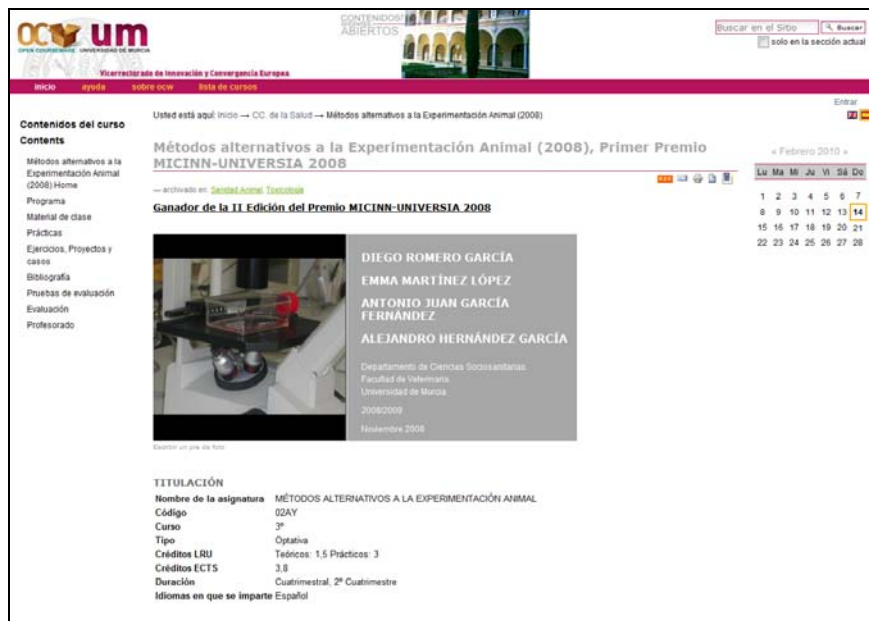 OCW um
OPEN COURSEWARE UNIVERSIDAD DE MURCIA
Vicerrectorado de Innovación y Convergencia Europea
CONTENIDOS
ABIERTOS
Buscar en el Sitio
Buscar
solo en la sección actual
inicio ayuda sobre ocw lista de cursos
Entrar
Usted está aquí: Inicio → CC. de la Salud → Métodos alternativos a la Experimentación Animal (2008)
Contenidos del curso
Contents
Métodos alternativos a la
Experimentación Animal
(2008) Home
Programa
Material de clase
Prácticas
Ejercicios, Proyectos y
casos
Bibliografía
Pruebas de evaluación
Evaluación
Profesorado
Métodos alternativos a la Experimentación Animal (2008), Primer Premio
MICINN-UNIVERSIA 2008
— archivado en: Sanidad Animal, Toxicología
Ganador de la II Edición del Premio MICINN-UNIVERSIA 2008
DIEGO ROMERO GARCÍA
EMMA MARTÍNEZ LÓPEZ
ANTONIO JUAN GARCÍA
FERNÁNDEZ
ALEJANDRO HERNÁNDEZ GARCÍA
Departamento de Ciencias Sociosanitarias.
Facultad de Veterinaria.
Universidad de Murcia
2008/2009
Noviembre 2008
Escribir un pie de foto
TITULACIÓN
Nombre de la asignatura MÉTODOS ALTERNATIVOS A LA EXPERIMENTACIÓN ANIMAL
Código 02AY
Curso 3º
Tipo Optativa
Créditos LRU Teóricos: 1,5 Prácticos: 3
Créditos ECTS 3,8
Duración Cuatrimestral, 2º Cuatrimestre
Idiomas en que se imparte Español
« Febrero 2010 »
Lu Ma Mi Ju Vi Sá Do
1 2 3 4 5 6 7
8 9 10 11 12 13 14
15 16 17 18 19 20 21
22 23 24 25 26 27 28